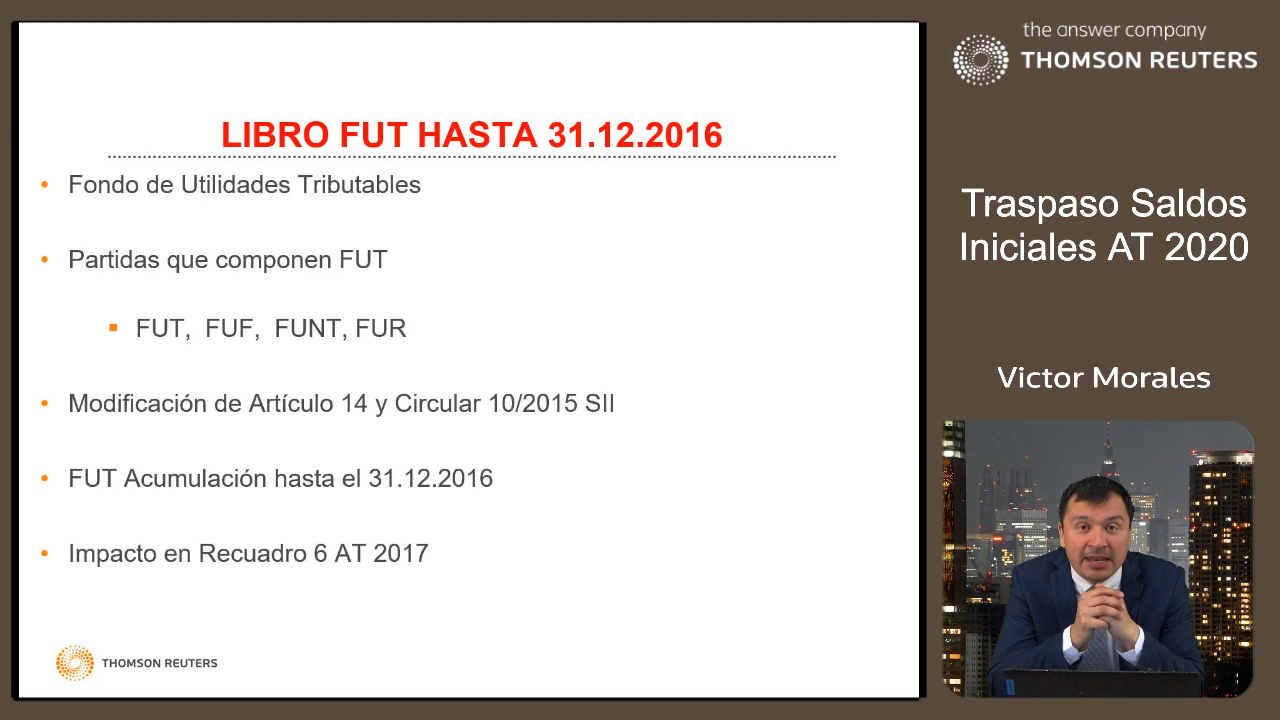 LIBRO FUT HASTA 31.12.2016
• Fondo de Utilidades Tributables
• Partidas que componen FUT
▪ FUT, FUF, FUNT, FUR
• Modificación de Artículo 14 y Circular 10/2015 SII
• FUT Acumulación hasta el 31.12.2016
• Impacto en Recuadro 6 AT 2017
THOMSON REUTERS
the answer company
THOMSON REUTERS
Traspaso Saldos
Iniciales AT 2020
Victor Morales